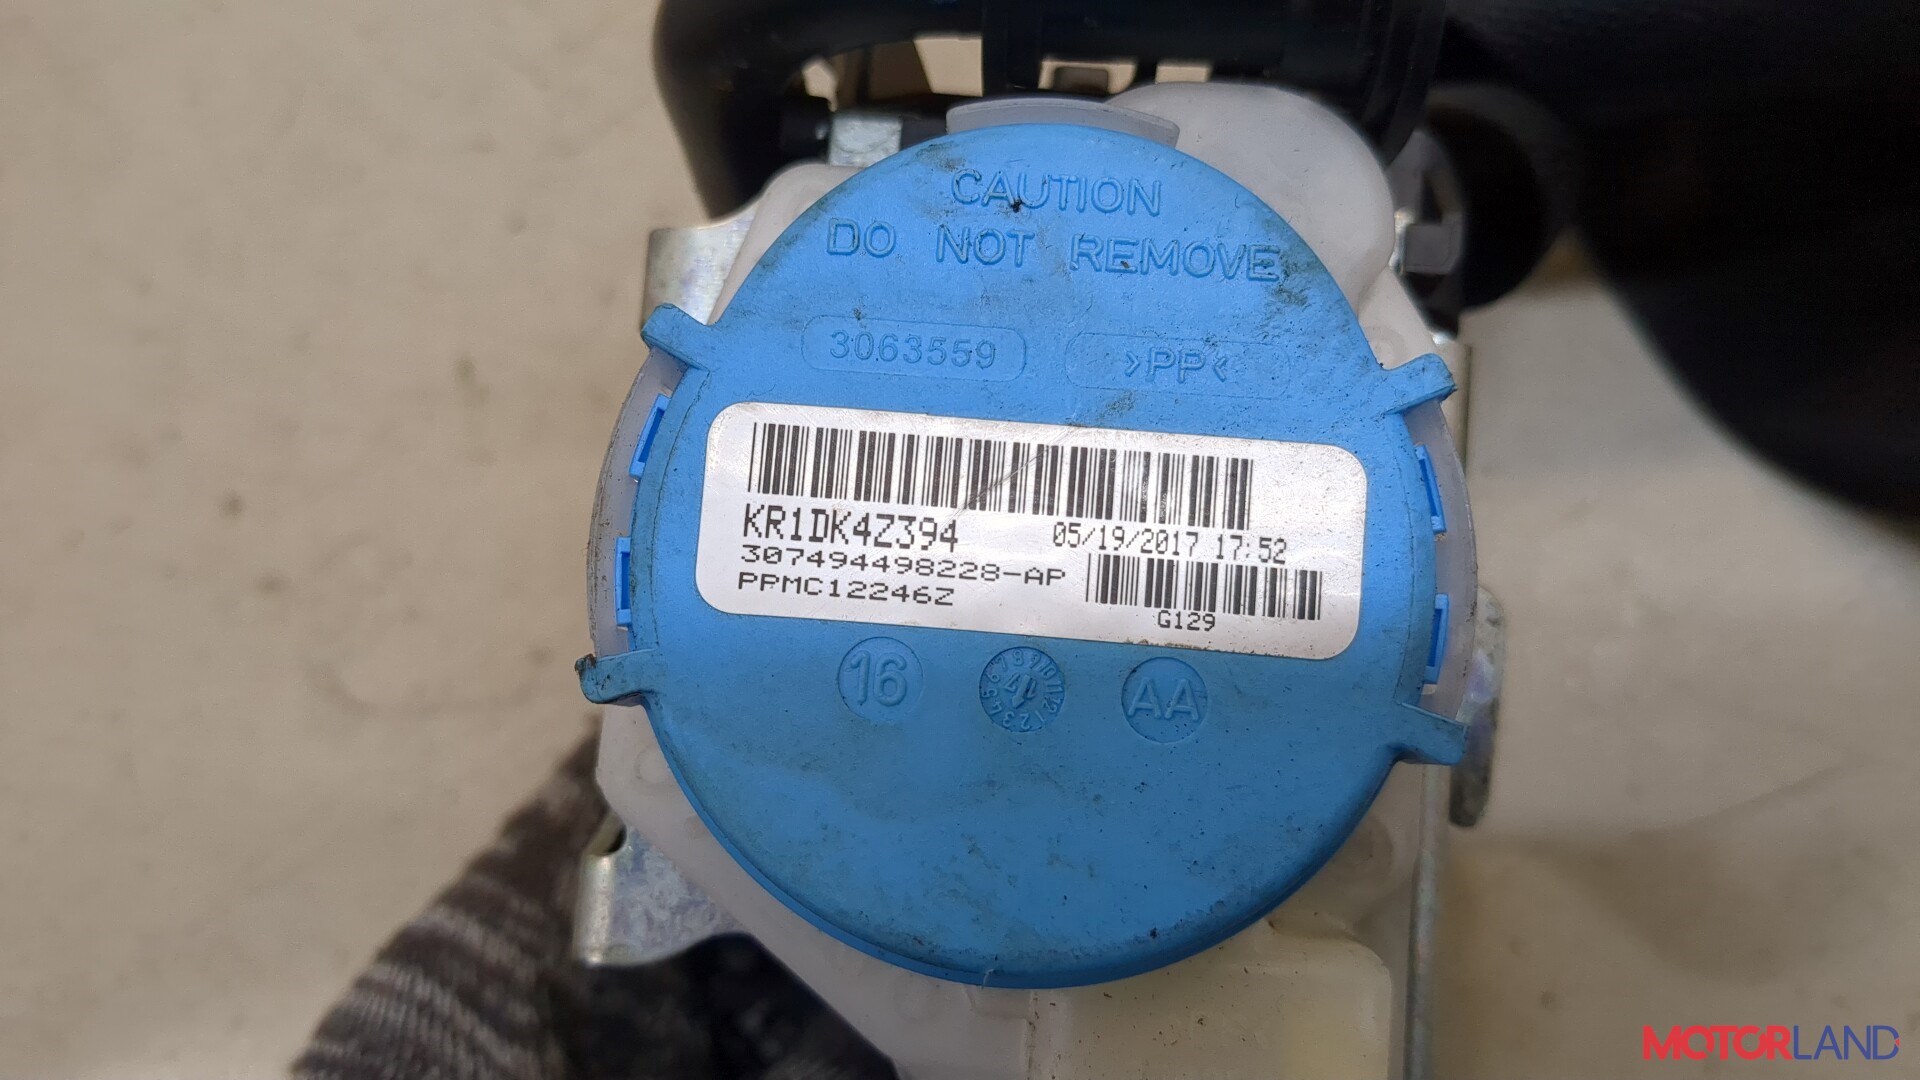 CAUTION
DO NOT REMOVE
3063559 >PP<
KR1DK4Z394 05/19/2017 17:52
307494498228-AP
PPMC12246Z
G129
16 AA
MOTORLAND